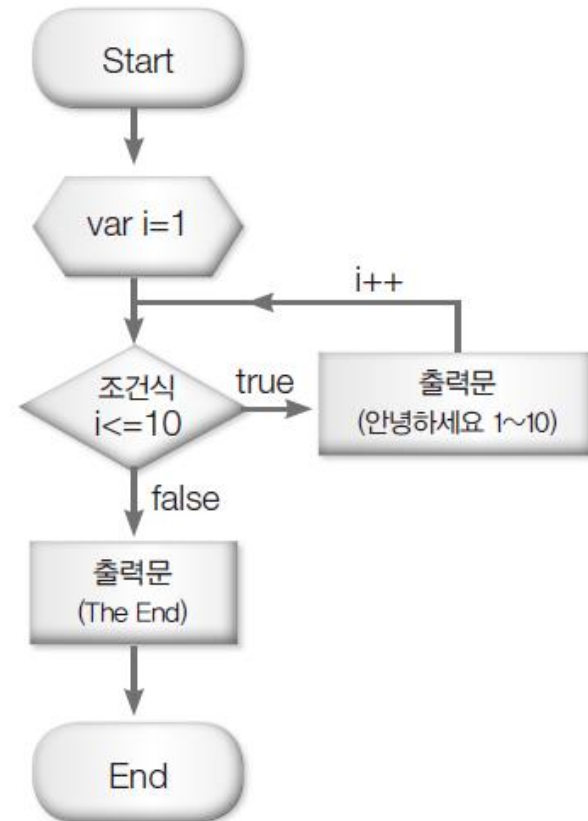 Start
var i=1
i++
조건식
i<=10
true
출력문
(안녕하세요 1~10)
false
출력문
(The End)
End